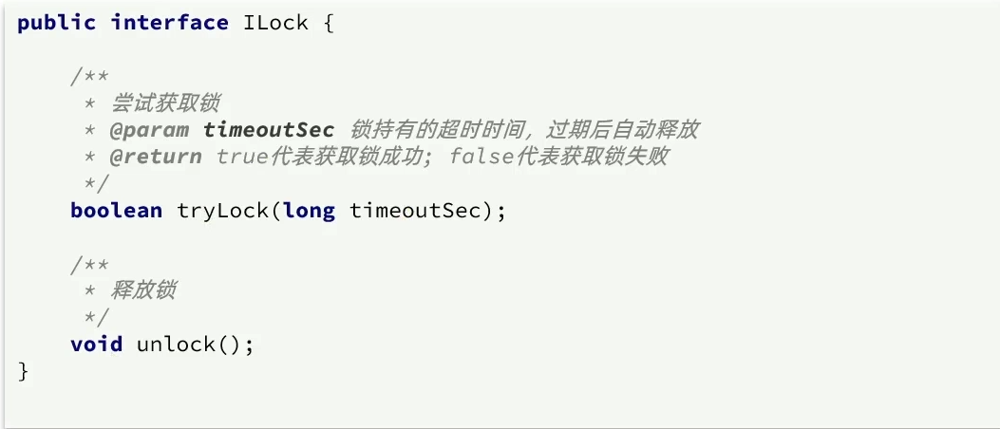 public interface ILock {
/**
* 尝试获取锁
* @param timeoutSec 锁持有的超时时间，过期后自动释放
* @return true代表获取锁成功; false代表获取锁失败
*/
boolean tryLock(long timeoutSec);
/**
* 释放锁
*/
void unlock();
}